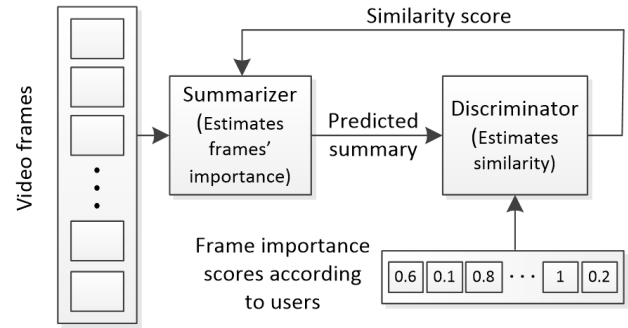 Similarity score
Video frames
Summarizer
(Estimates
frames'
importance)
Predicted
summary
Discriminator
(Estimates
similarity)
Frame importance
scores according
to users
0.6 0.1 0.8 ··· 1 0.2